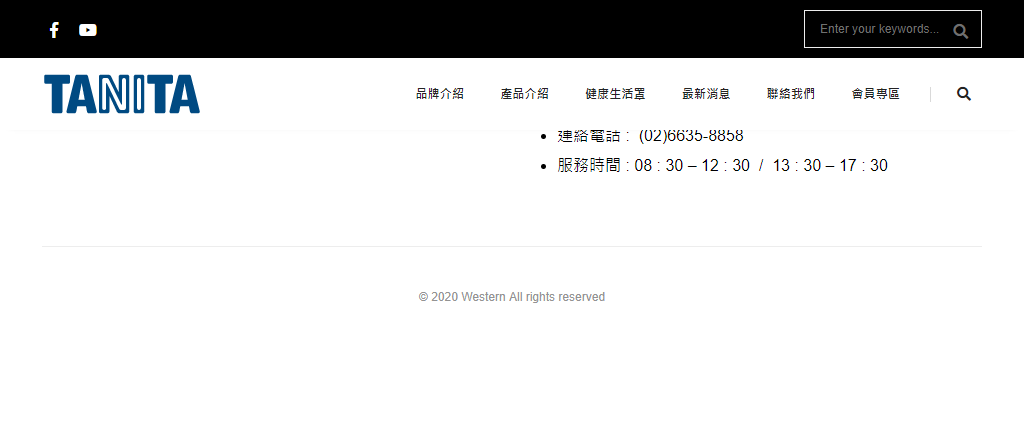 Enter your keywords...
TANITA
品牌介紹 產品介紹 健康生活罩 最新消息 聯絡我們 會員專區
連絡電話 : (02)6635-8858
服務時間 : 08 : 30 – 12 : 30 / 13 : 30 – 17 : 30
© 2020 Western All rights reserved